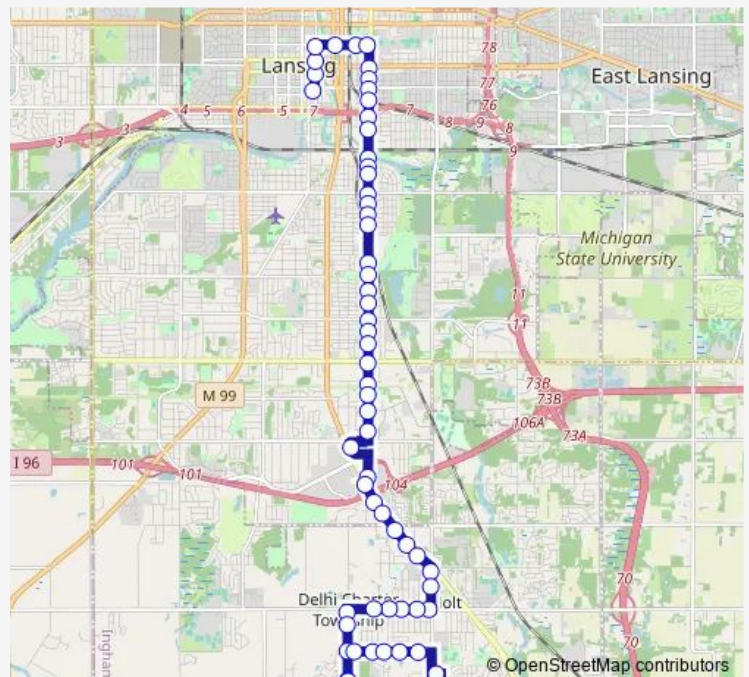 78
Lansing
East Lansing
77
76
4
5
6
5
7
7
8
9
8
3
3
9
Michigan
State University
11
11
73B
M 99
73B
106A
73A
I 96
101
101
104
70
Delhi Charter
Township
olt
70
Ingham
© OpenStreetMap contributors